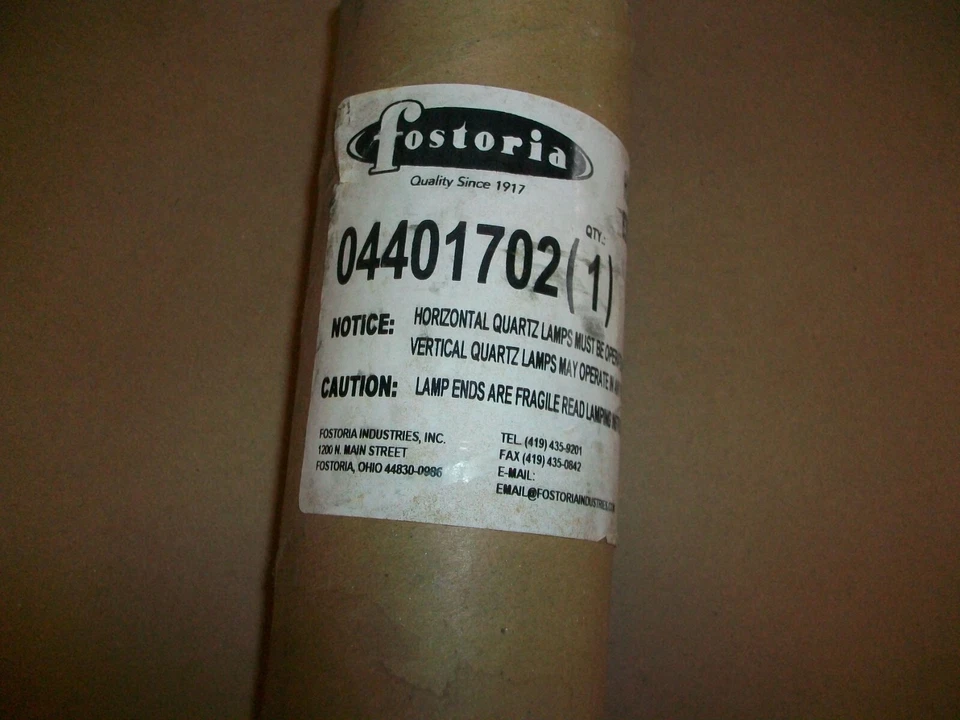 fostoria
Quality Since 1917
QTY.:
04401702 (1)
NOTICE: HORIZONTAL QUARTZ LAMPS MUST BE
VERTICAL QUARTZ LAMPS MAY OPERATE IN
CAUTION: LAMP ENDS ARE FRAGILE READ LAMPING
FOSTORIA INDUSTRIES, INC.
1200 N. MAIN STREET
FOSTORIA, OHIO 44830-0986
TEL. (419) 435-9201
FAX (419) 435-0842
E-MAIL:
EMAIL@FOSTORIAINDUSTRIES.COM